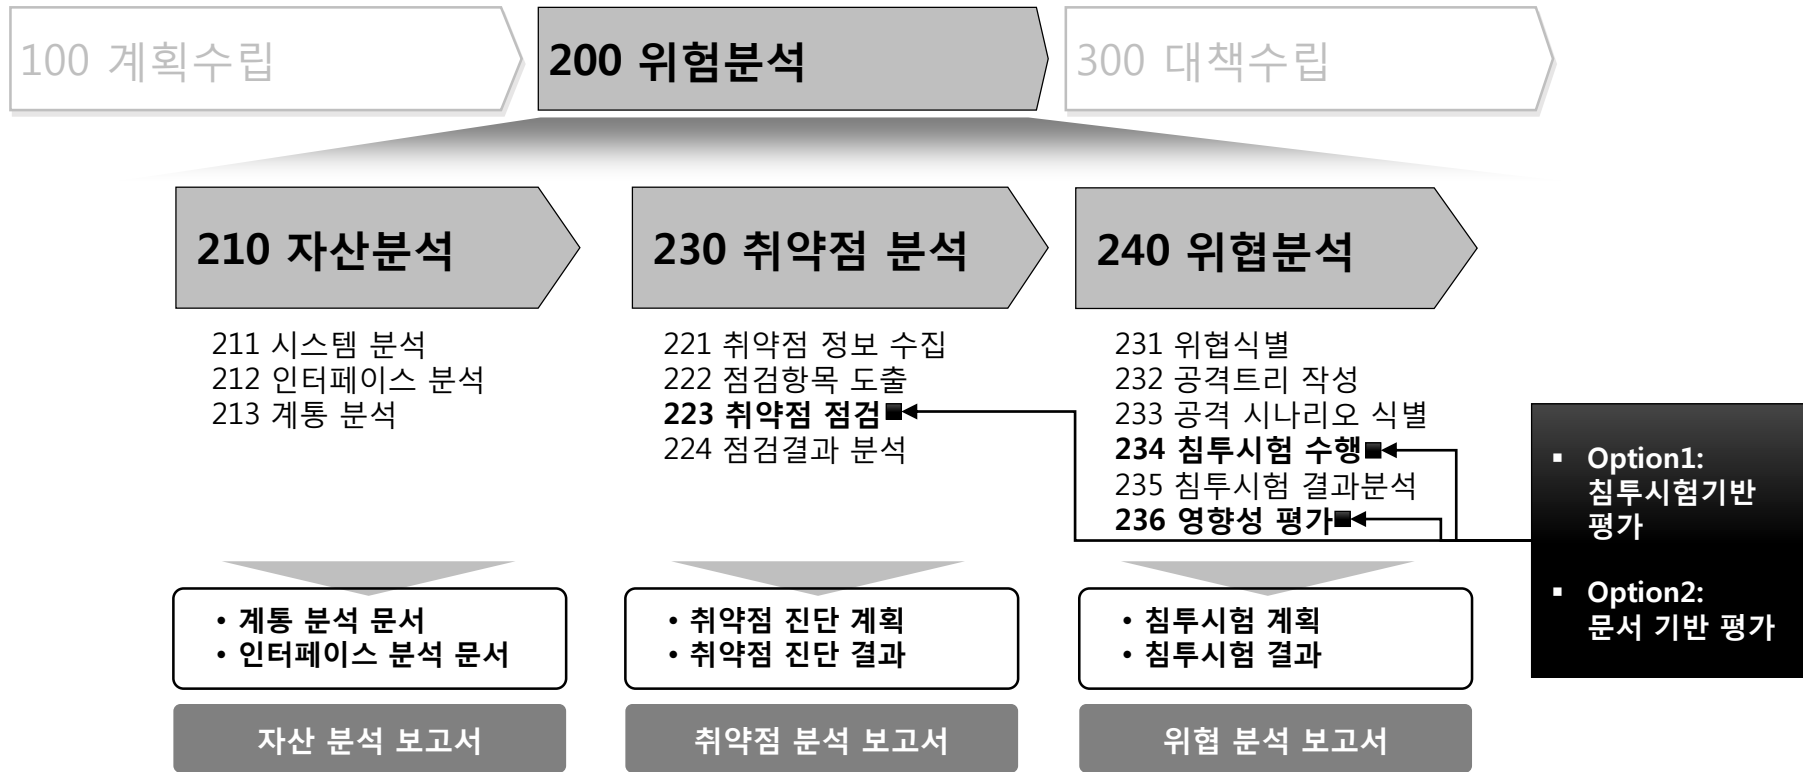 100 계획수립
200 위험분석
300 대책수립
210 자산분석
230 취약점 분석
240 위협분석
211 시스템 분석
212 인터페이스 분석
213 계통 분석
221 취약점 정보 수집
222 점검항목 도출
223 취약점 점검
224 점검결과 분석
231 위협식별
232 공격트리 작성
233 공격 시나리오 식별
234 침투시험 수행
235 침투시험 결과분석
236 영향성 평가
▪ Option1:
침투시험기반
평가
▪ Option2:
문서 기반 평가
• 계통 분석 문서
• 인터페이스 분석 문서
• 취약점 진단 계획
• 취약점 진단 결과
• 침투시험 계획
• 침투시험 결과
자산 분석 보고서
취약점 분석 보고서
위협 분석 보고서